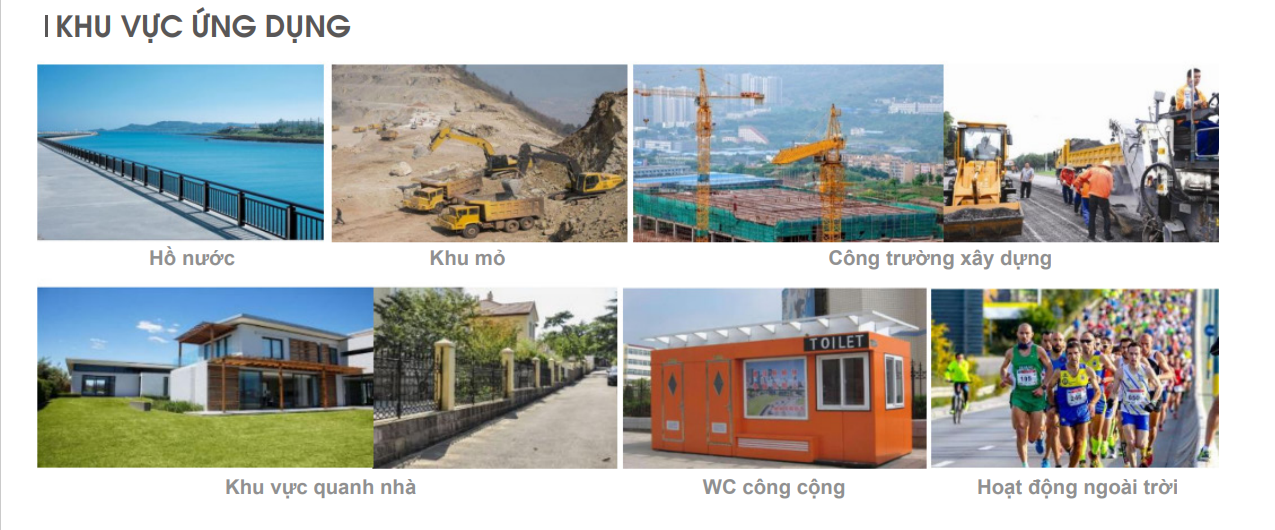 KHU VỰC ỨNG DỤNG
Hồ nước
Khu mỏ
Công trường xây dựng
TOILET
Khu vực quanh nhà
WC công cộng
Hoạt động ngoài trời